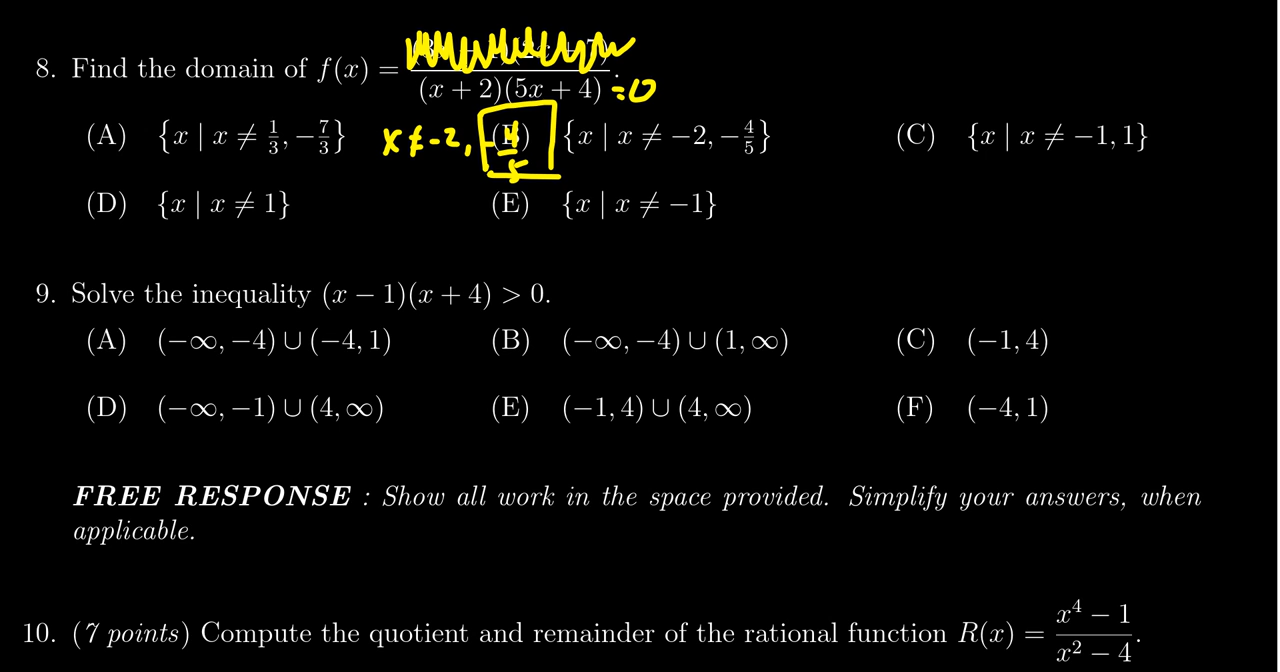 8. Find the domain of f(x) = / (x + 2)(5x + 4) . =0
(A) {x | x ≠ 1/3, −7/3} x≠-2, -4/5 {x | x ≠ −2, −4/5} (C) {x | x ≠ −1, 1}
(D) {x | x ≠ 1} (E) {x | x ≠ −1}
9. Solve the inequality (x − 1)(x + 4) > 0.
(A) (−∞, −4) ∪ (−4, 1) (B) (−∞, −4) ∪ (1, ∞) (C) (−1, 4)
(D) (−∞, −1) ∪ (4, ∞) (E) (−1, 4) ∪ (4, ∞) (F) (−4, 1)
FREE RESPONSE : Show all work in the space provided. Simplify your answers, when
applicable.
10. (7 points) Compute the quotient and remainder of the rational function R(x) = x⁴ − 1 / x² − 4 .